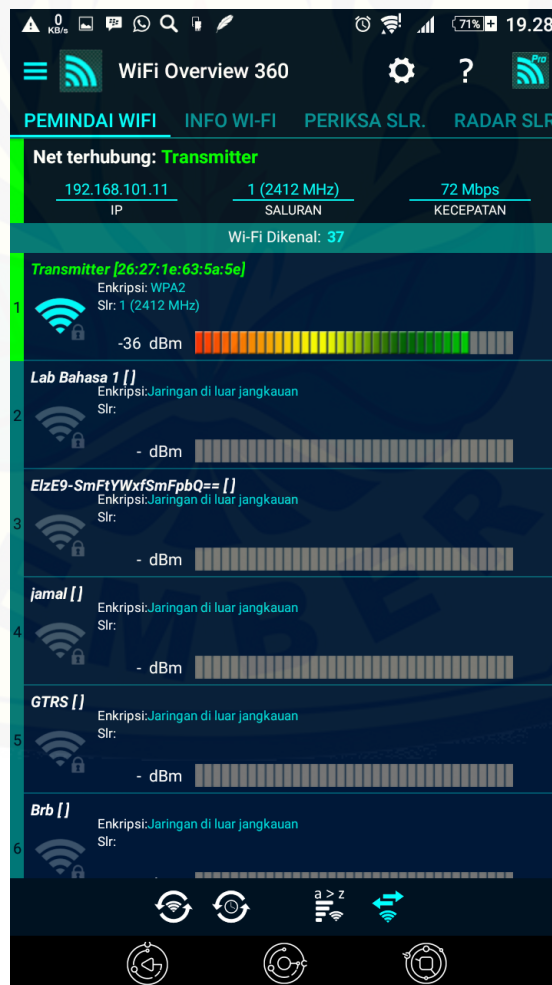 0 KB/s 71% 19.28
WiFi Overview 360 ? Pro
PEMINDAI WIFI INFO WI-FI PERIKSA SLR. RADAR SLR
Net terhubung: Transmitter
192.168.101.11 1 (2412 MHz) 72 Mbps
IP SALURAN KECEPATAN
Wi-Fi Dikenal: 37
Transmitter [26:27:1e:63:5a:5e]
Enkripsi: WPA2
1 Slr: 1 (2412 MHz)
-36 dBm
Lab Bahasa 1 []
Enkripsi:Jaringan di luar jangkauan
2 Slr:
- dBm
ElzE9-SmFtYWxfSmFpbQ== []
Enkripsi:Jaringan di luar jangkauan
3 Slr:
- dBm
jamal []
Enkripsi:Jaringan di luar jangkauan
4 Slr:
- dBm
GTRS []
Enkripsi:Jaringan di luar jangkauan
5 Slr:
- dBm
Brb []
Enkripsi:Jaringan di luar jangkauan
6 Slr:
a > z